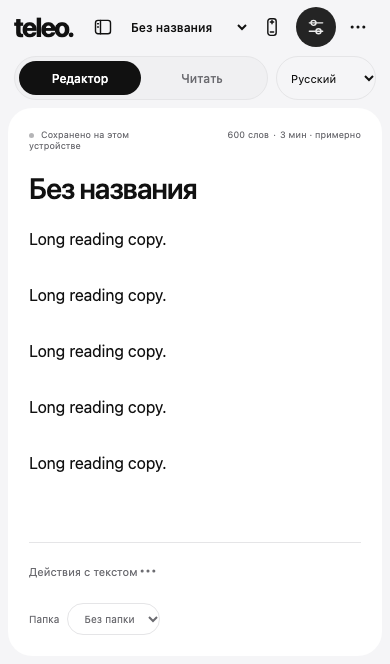 teleo. Без названия
Редактор Читать Русский
Сохранено на этом устройстве
600 слов · 3 мин · примерно
Без названия
Long reading copy.
Long reading copy.
Long reading copy.
Long reading copy.
Long reading copy.
Действия с текстом •••
Папка Без папки